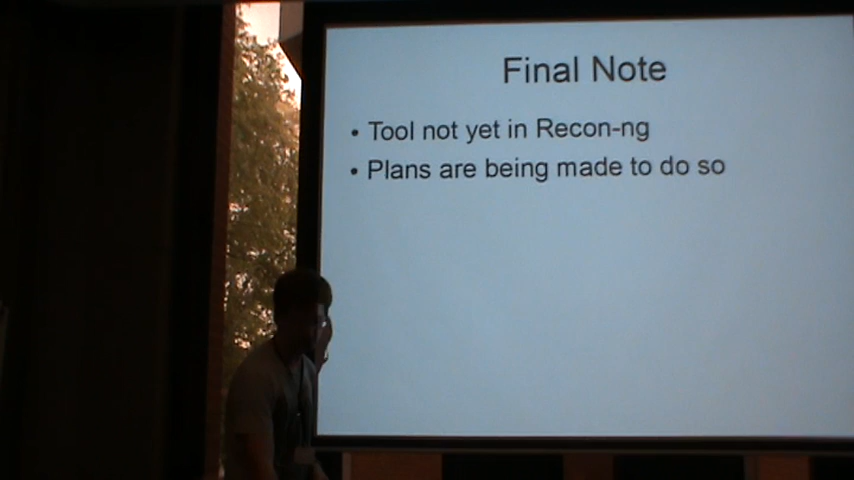 Final Note
• Tool not yet in Recon-ng
• Plans are being made to do so